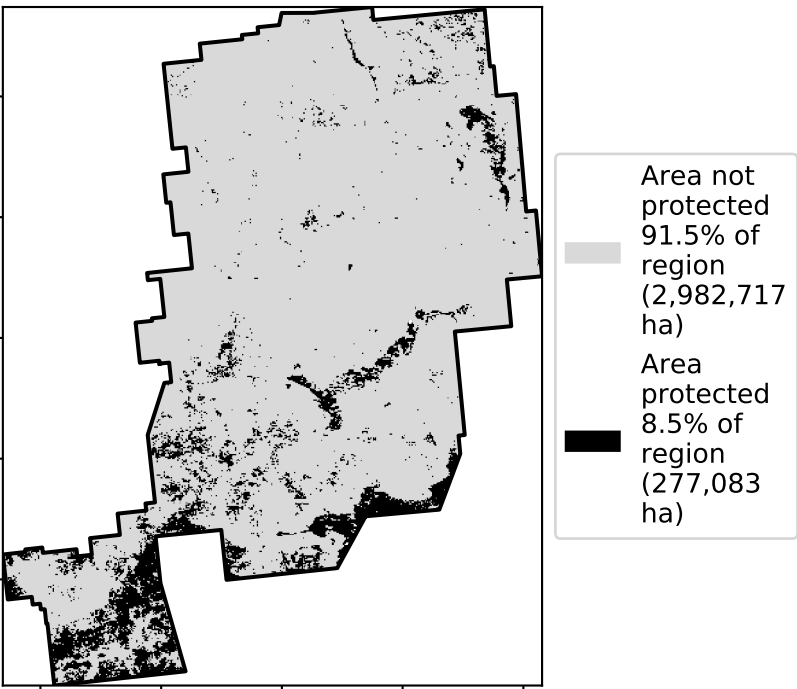 Area not
protected
91.5% of
region
(2,982,717
ha)
Area
protected
8.5% of
region
(277,083
ha)